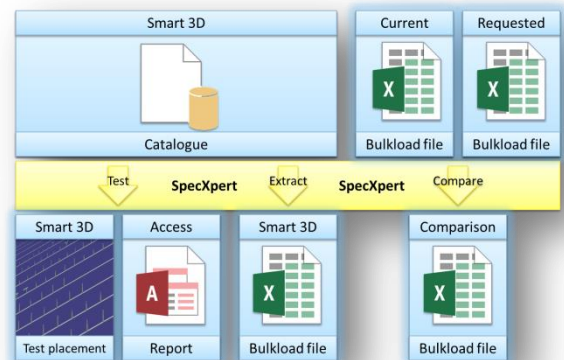 Smart 3D
Current
Requested
X
X
Catalogue
Bulkload file
Bulkload file
Test
SpecXpert
Extract
SpecXpert
Compare
Smart 3D
Access
Smart 3D
Comparison
A
X
X
Test placement
Report
Bulkload file
Bulkload file